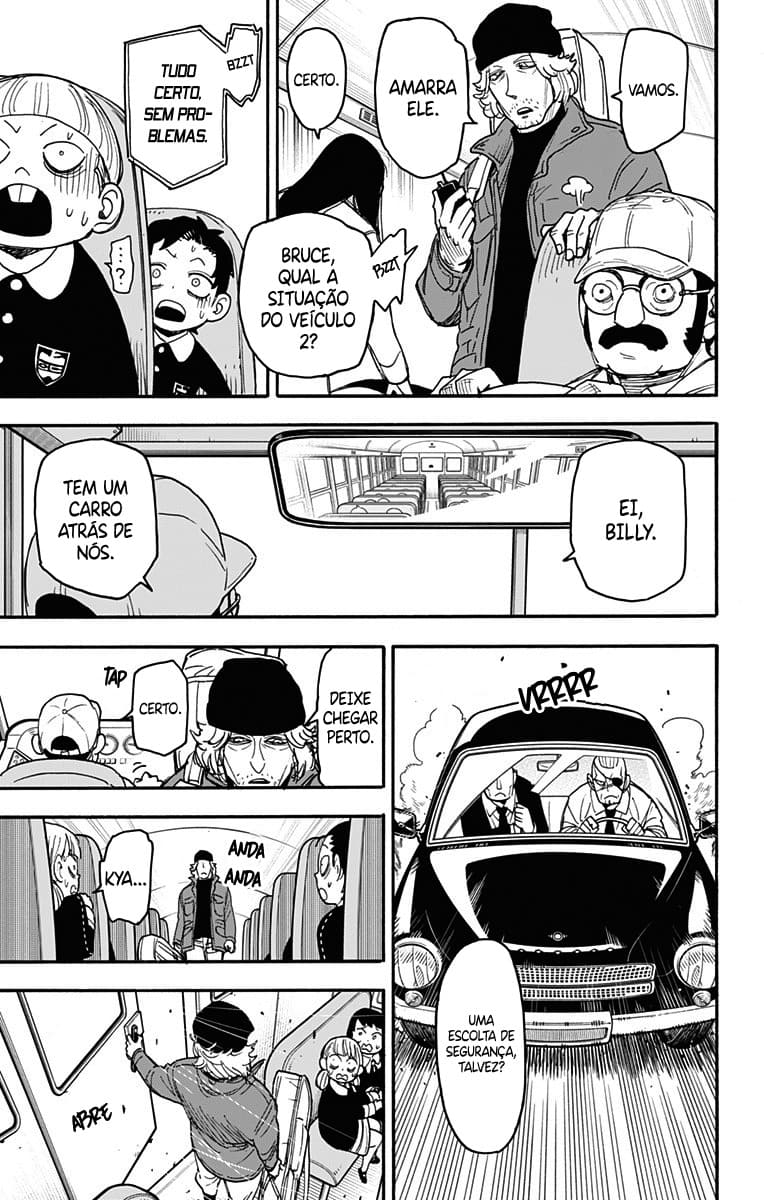 VAMOS.
AMARRA
ELE.
CERTO.
BRUCE,
QUAL A
SITUAÇÃO
DO VEÍCULO
2?
BZZT
BZZT
TUDO
CERTO,
SEM PRO-
BLEMAS.
...?
EI,
BILLY.
TEM UM
CARRO
ATRÁS DE
NÓS.
VRRRR
UMA
ESCOLTA DE
SEGURANÇA,
TALVEZ?
DEIXE
CHEGAR
PERTO.
CERTO.
TAP
ANDA
ANDA
KYA...
ABRE